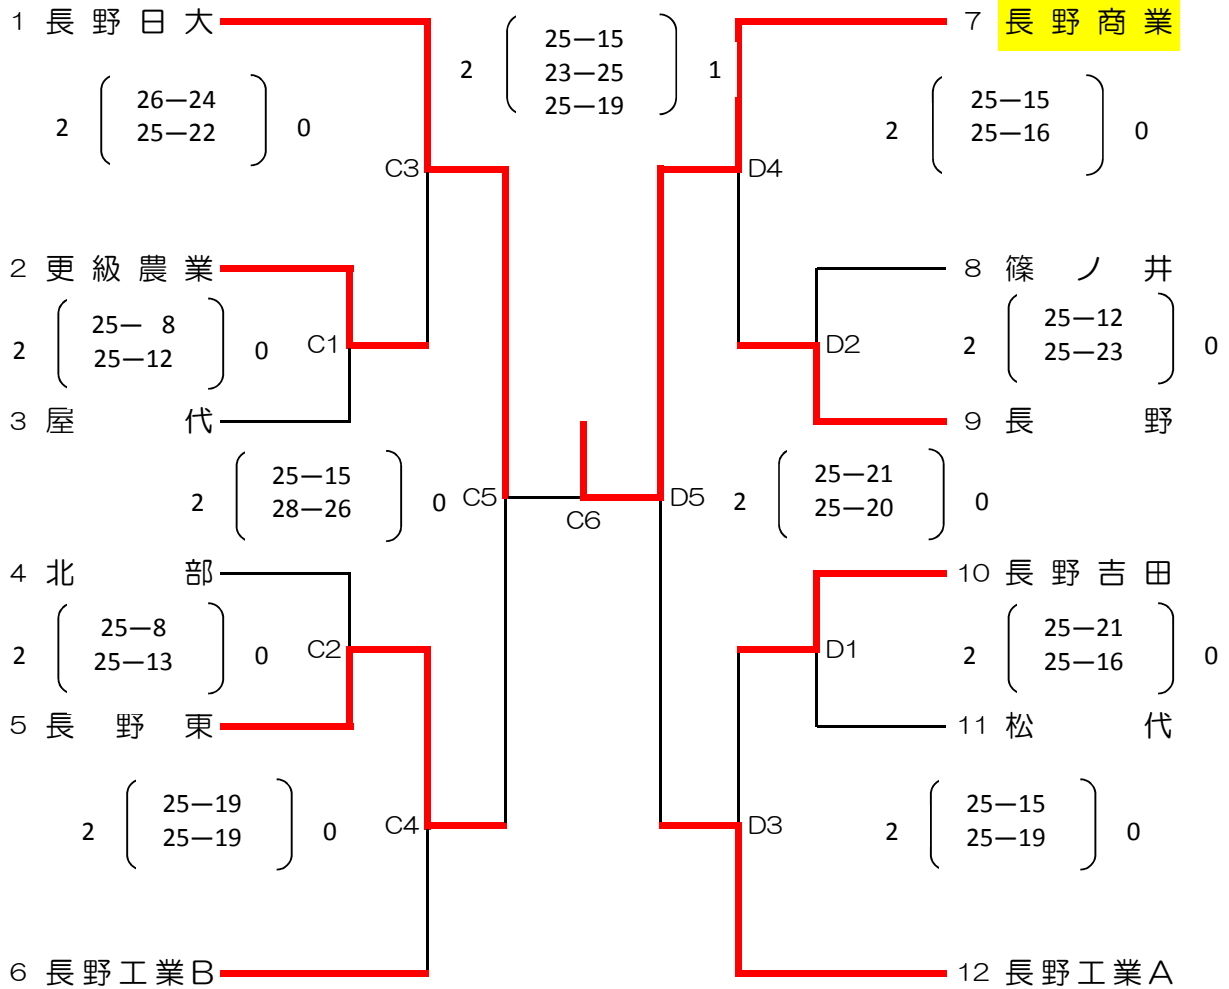 1 長野日大
2 25―15 1
23―25
25―19
7 長野商業
2 26―24 0
25―22
2 25―15 0
25―16
C3
D4
2 更級農業
8 篠ノ井
2 25― 8 0
25―12
C1
D2
2 25―12 0
25―23
3 屋代
9 長野
2 25―15 0
28―26
C5
C6
D5
2 25―21 0
25―20
4 北部
10 長野吉田
2 25―8 0
25―13
C2
D1
2 25―21 0
25―16
5 長野東
11 松代
2 25―19 0
25―19
C4
D3
2 25―15 0
25―19
6 長野工業B
12 長野工業A